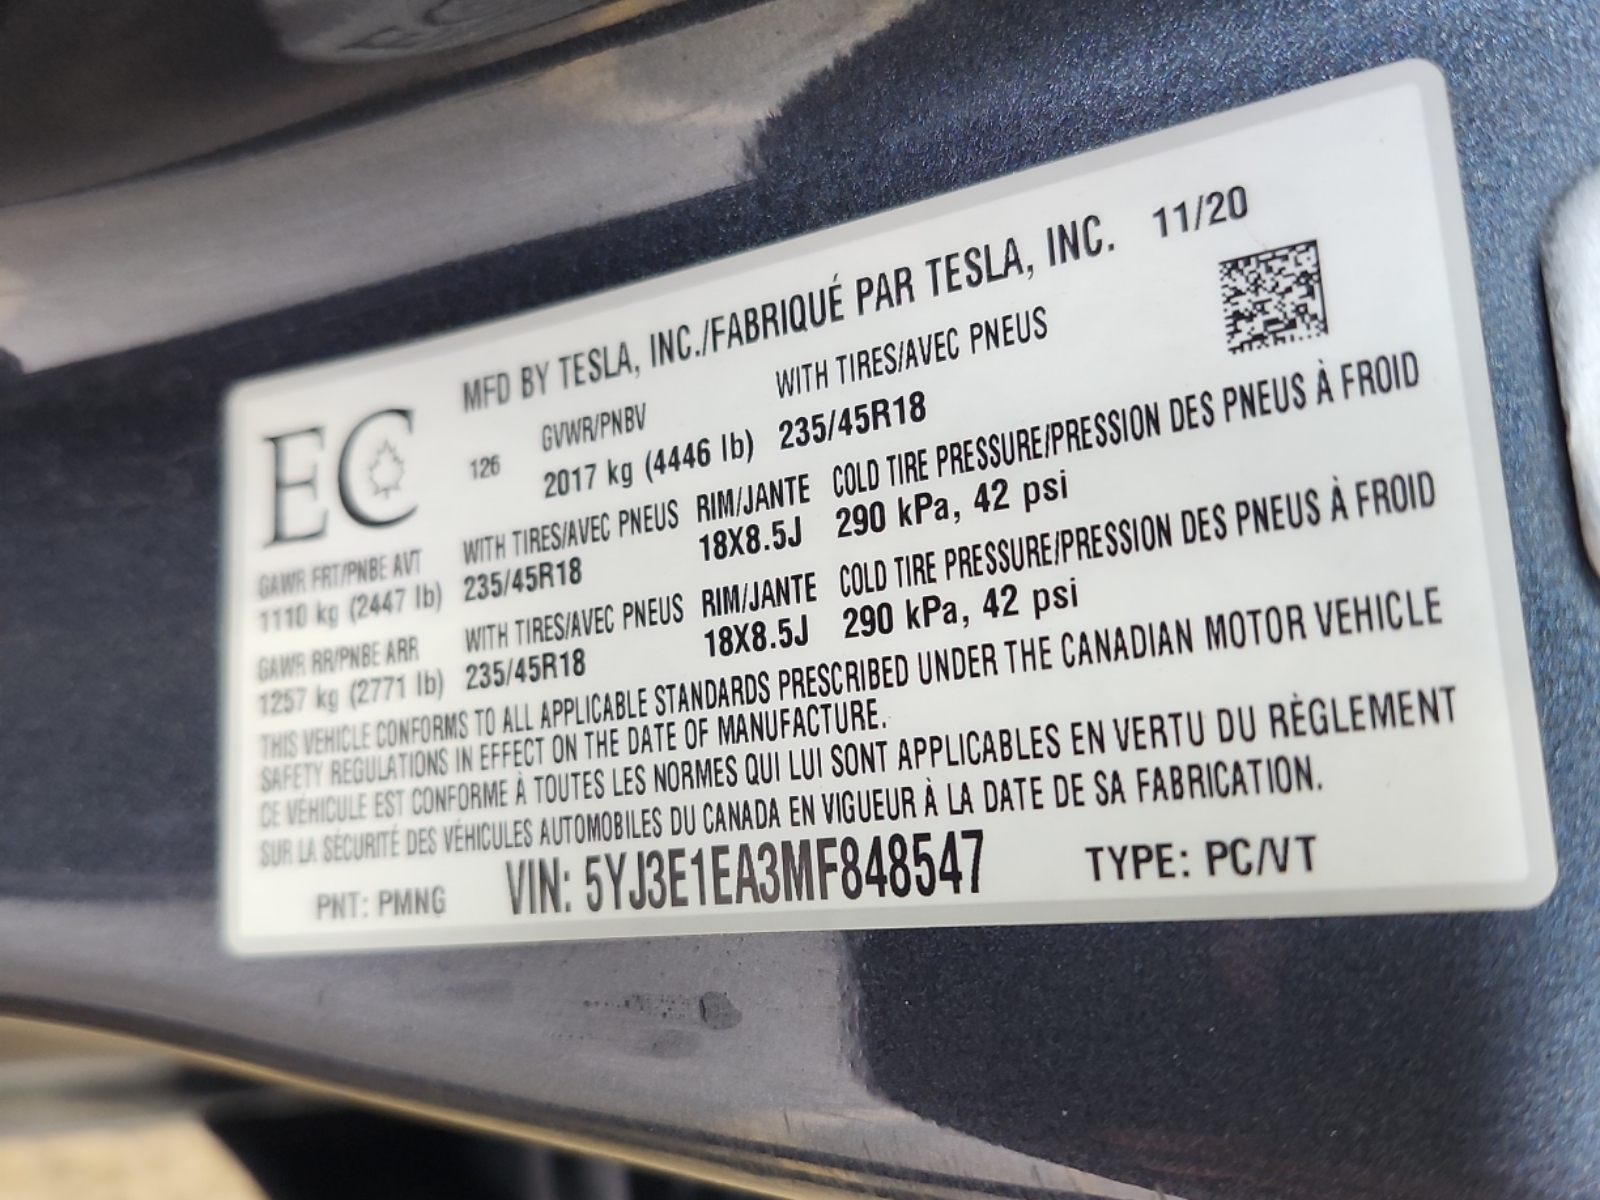 MFD BY TESLA, INC./FABRIQUÉ PAR TESLA, INC. 11/20
EC
126
GVWR/PNBV
2017 kg (4446 lb)
WITH TIRES/AVEC PNEUS
235/45R18
GAWR FRT/PNBE AVT
1110 kg (2447 lb)
WITH TIRES/AVEC PNEUS
235/45R18
RIM/JANTE
18X8.5J
COLD TIRE PRESSURE/PRESSION DES PNEUS À FROID
290 kPa, 42 psi
GAWR RR/PNBE ARR
1257 kg (2771 lb)
WITH TIRES/AVEC PNEUS
235/45R18
RIM/JANTE
18X8.5J
COLD TIRE PRESSURE/PRESSION DES PNEUS À FROID
290 kPa, 42 psi
THIS VEHICLE CONFORMS TO ALL APPLICABLE STANDARDS PRESCRIBED UNDER THE CANADIAN MOTOR VEHICLE
SAFETY REGULATIONS IN EFFECT ON THE DATE OF MANUFACTURE.
CE VÉHICULE EST CONFORME À TOUTES LES NORMES QUI LUI SONT APPLICABLES EN VERTU DU RÈGLEMENT
SUR LA SÉCURITÉ DES VÉHICULES AUTOMOBILES DU CANADA EN VIGUEUR À LA DATE DE SA FABRICATION.
PNT: PMNG VIN: 5YJ3E1EA3MF848547 TYPE: PC/VT